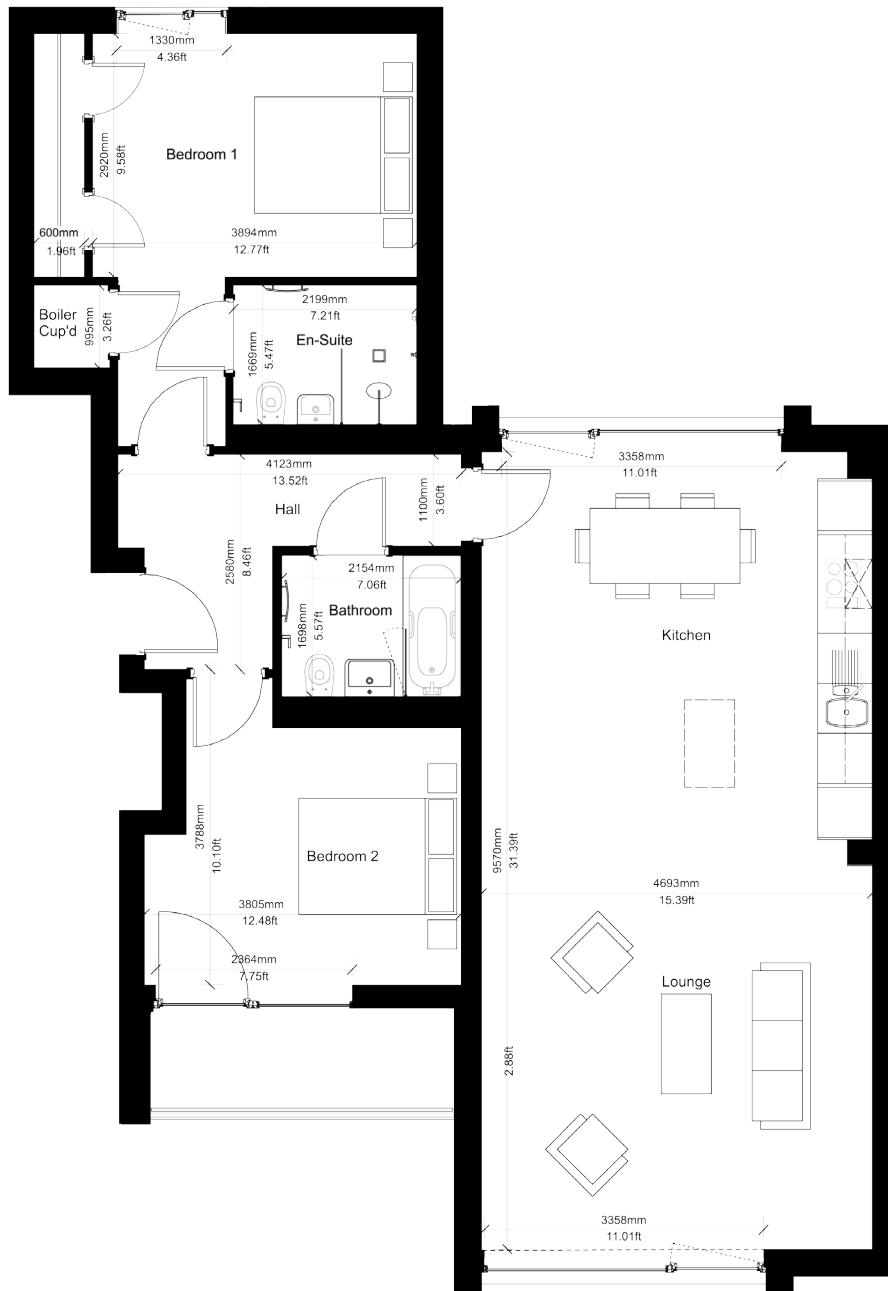 1330mm
4.36ft
Bedroom 1
2920mm
9.58ft
600mm
1.96ft
3894mm
12.77ft
Boiler
Cup'd
995mm
3.26ft
2199mm
7.21ft
En-Suite
1669mm
5.47ft
4123mm
13.52ft
Hall
1100mm
3.60ft
3358mm
11.01ft
2580mm
8.46ft
2154mm
7.06ft
Bathroom
1698mm
5.57ft
Kitchen
3788mm
10.10ft
Bedroom 2
9570mm
31.39ft
3805mm
12.48ft
4693mm
15.39ft
2364mm
7.75ft
Lounge
2.88ft
3358mm
11.01ft